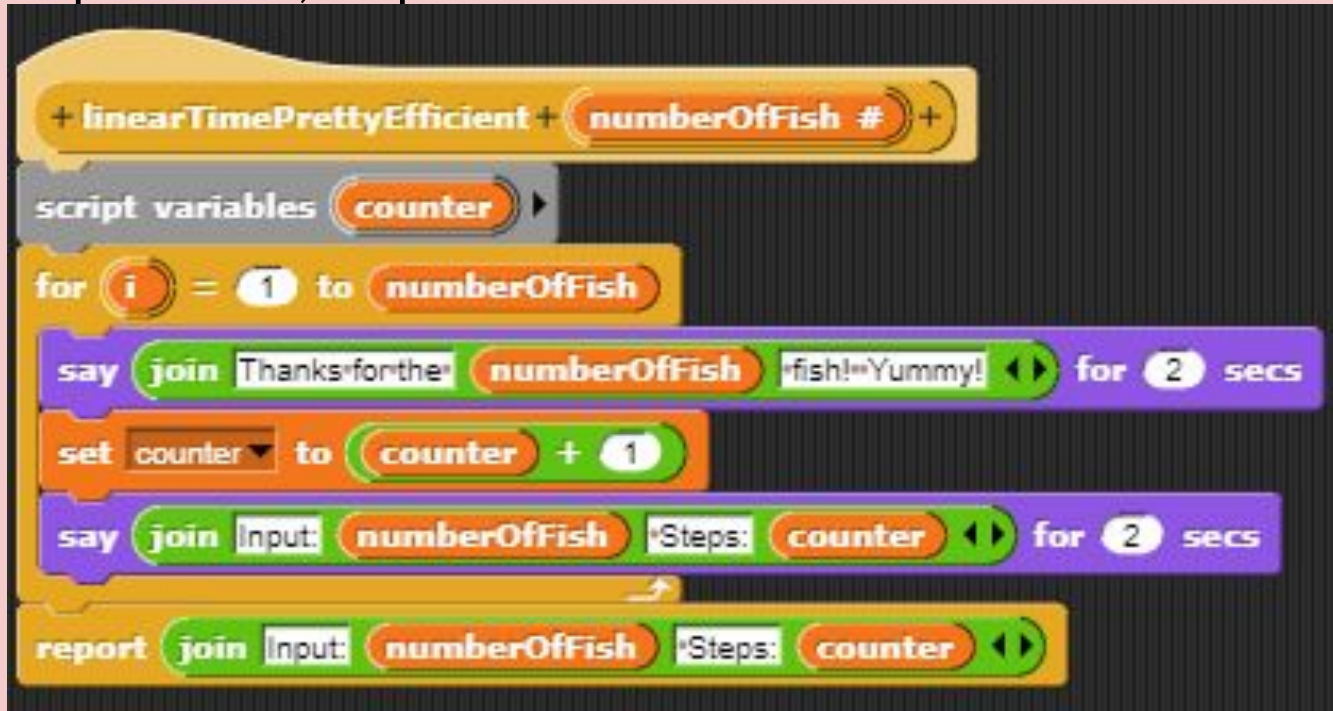 + linearTimePrettyEfficient + numberOfFish # +
script variables counter
for i = 1 to numberOfFish
say join Thanks•for•the• numberOfFish •fish!••Yummy! for 2 secs
set counter to counter + 1
say join Input: numberOfFish •Steps: counter for 2 secs
report join Input: numberOfFish •Steps: counter